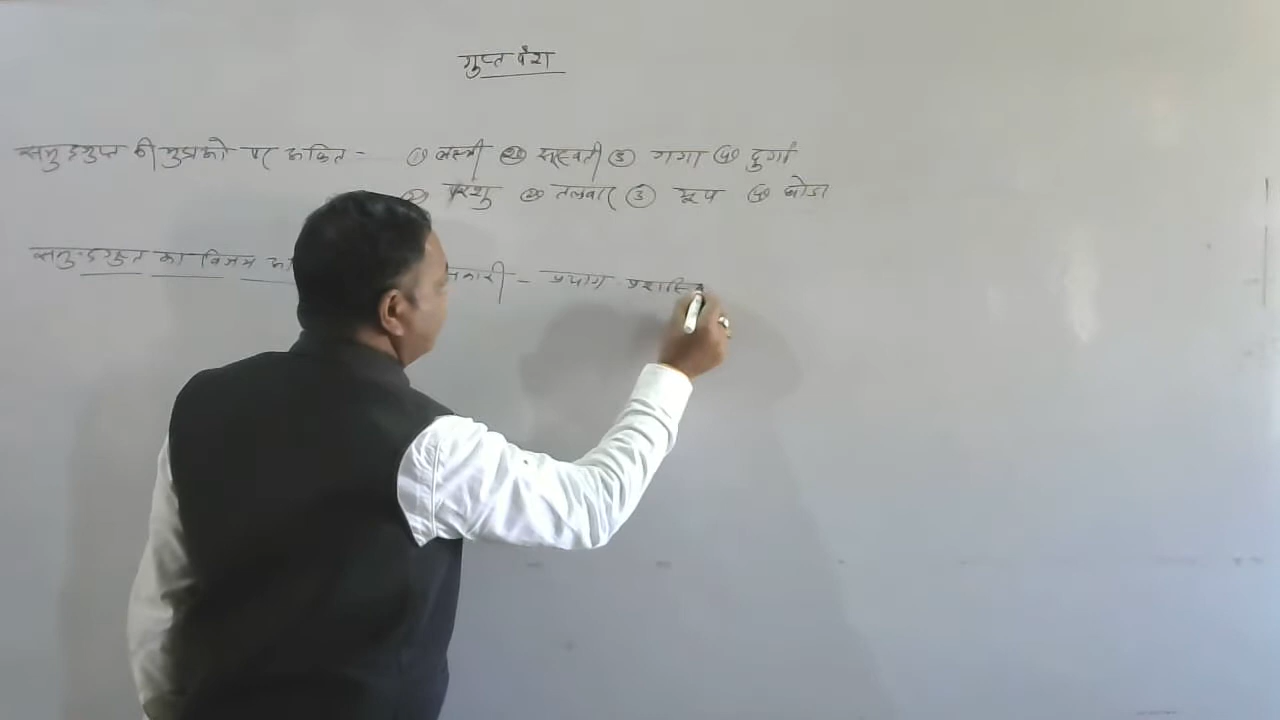 गुप्त वंश
समुद्रगुप्त की मुद्राओ पर अंकित - ① लक्ष्मी ② सरस्वती ③ गंगा ④ दुर्गा
परशु ② तलवार ③ यूप ④ घोडा
समुन्द्रगुप्त का विजय - प्रयाग प्रशस्ति